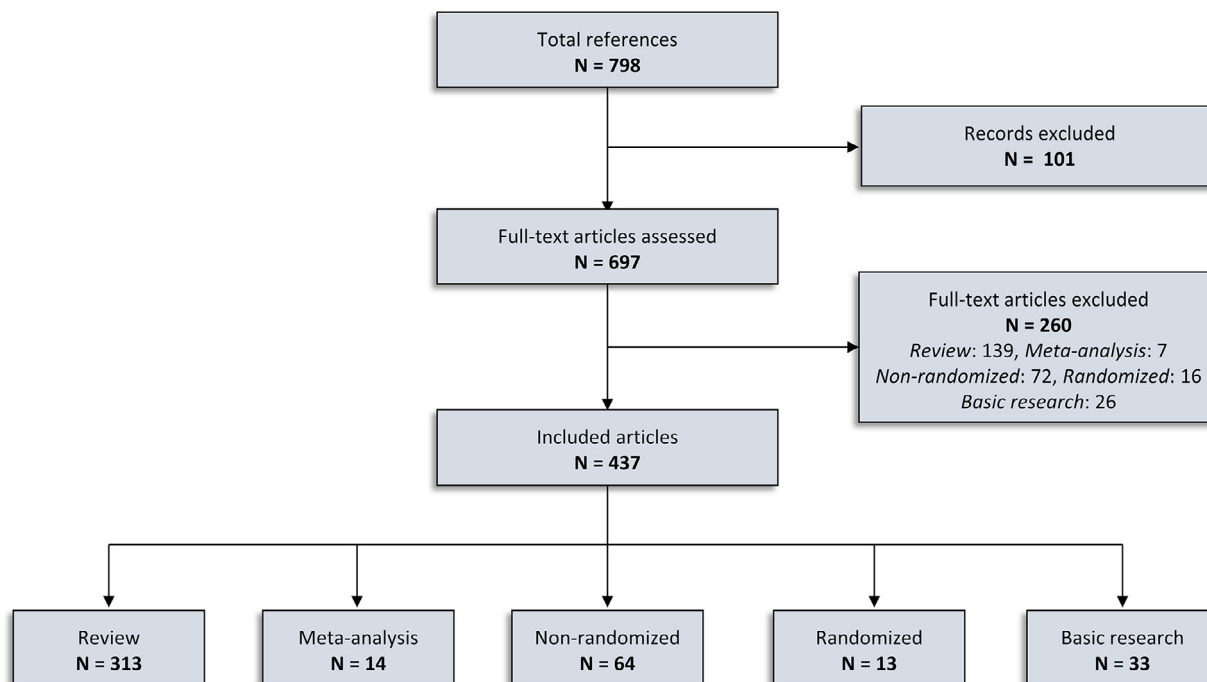 Total references
N = 798
Records excluded
N = 101
Full-text articles assessed
N = 697
Full-text articles excluded
N = 260
Review: 139, Meta-analysis: 7
Non-randomized: 72, Randomized: 16
Basic research: 26
Included articles
N = 437
Review
N = 313
Meta-analysis
N = 14
Non-randomized
N = 64
Randomized
N = 13
Basic research
N = 33